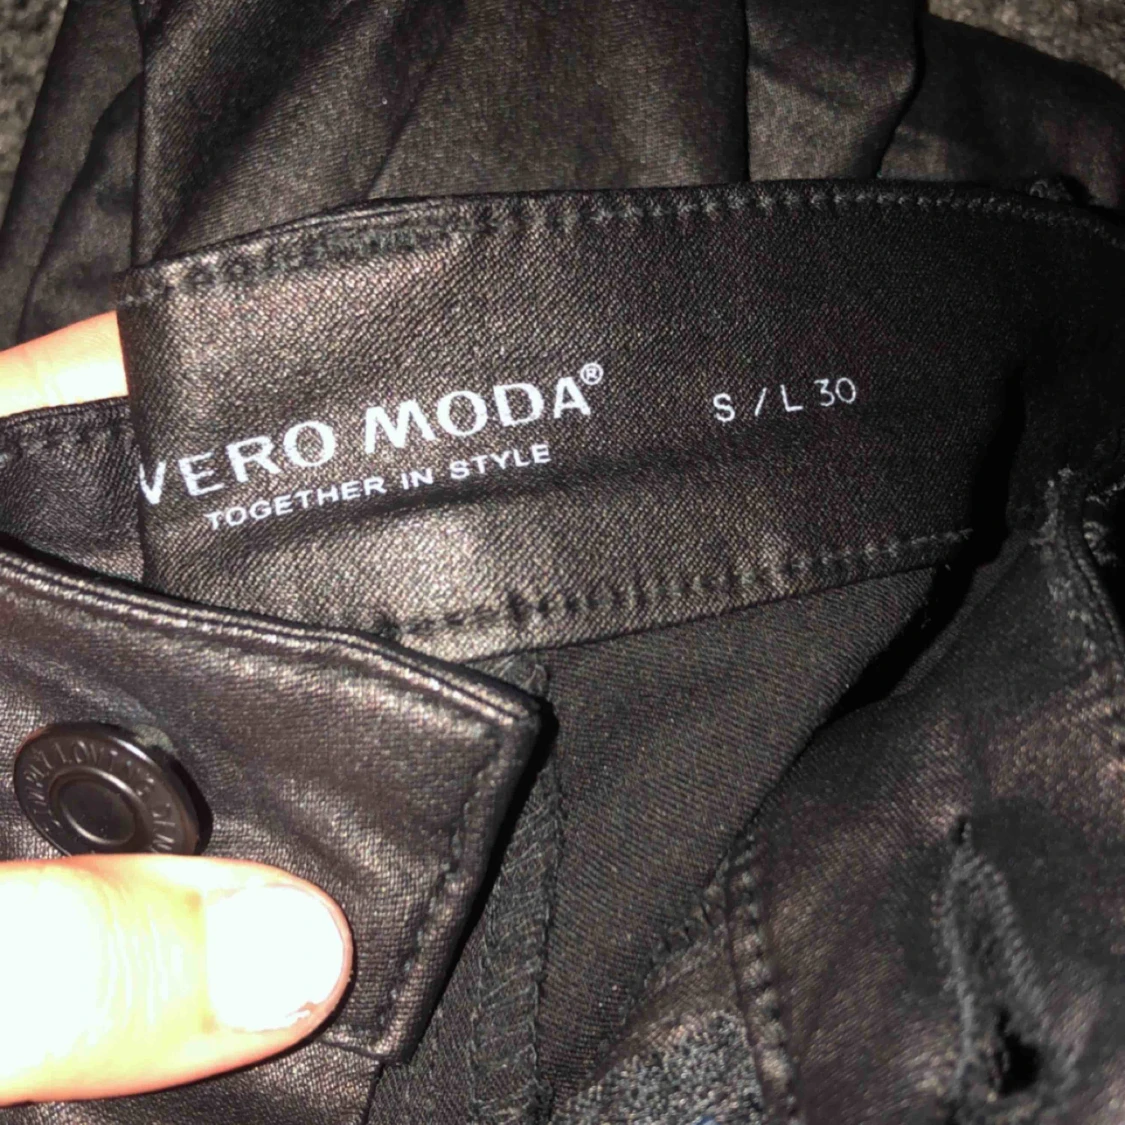 VERO MODA®
TOGETHER IN STYLE
S / L 30